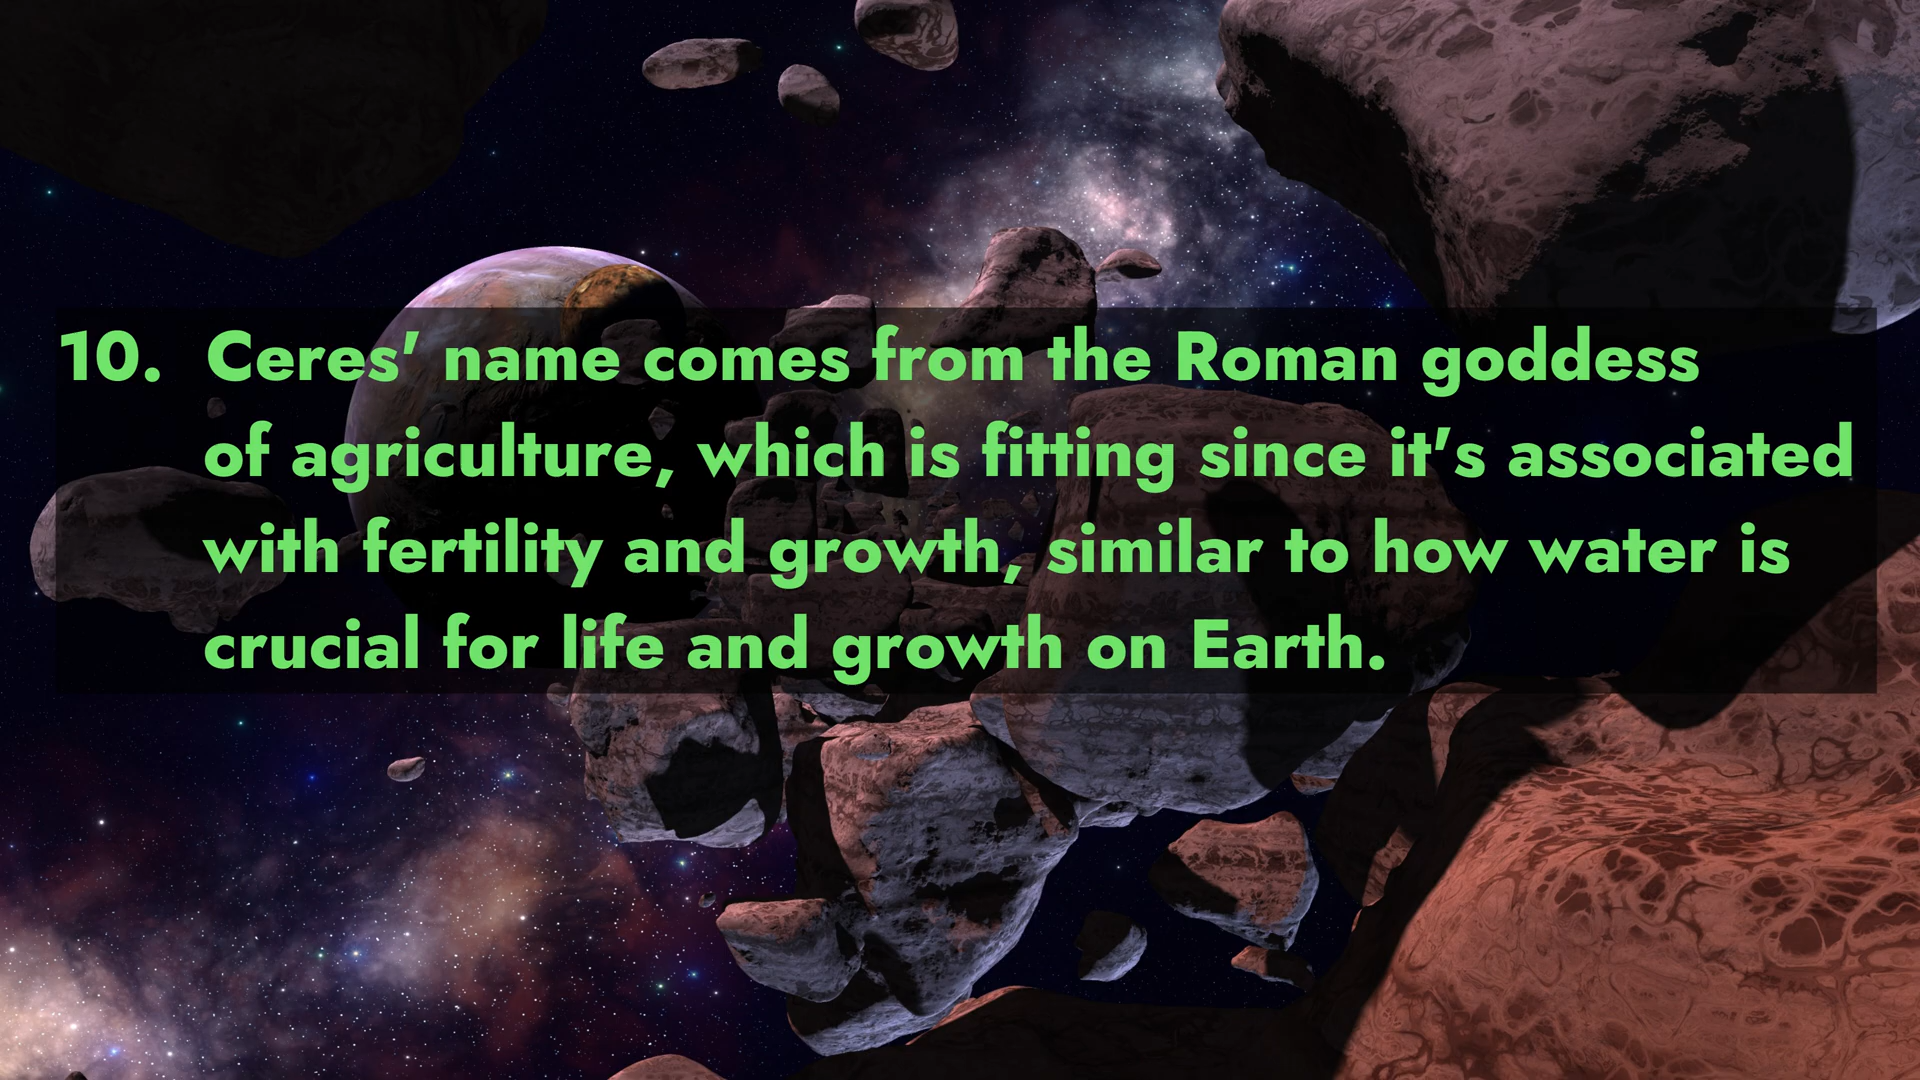 10. Ceres' name comes from the Roman goddess
of agriculture, which is fitting since it's associated
with fertility and growth, similar to how water is
crucial for life and growth on Earth.